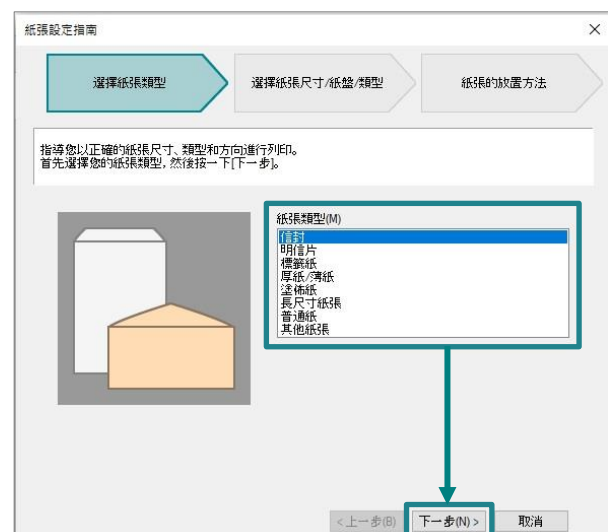 紙張設定指南
選擇紙張類型
選擇紙張尺寸/紙盤/類型
紙張的放置方法
指導您以正確的紙張尺寸、類型和方向進行列印。
首先選擇您的紙張類型，然後按一下[下一步]。
紙張類型(M)
信封
明信片
標籤紙
厚紙/薄紙
塗佈紙
長尺寸紙張
普通紙
其他紙張
<上一步(B)
下一步(N) >
取消